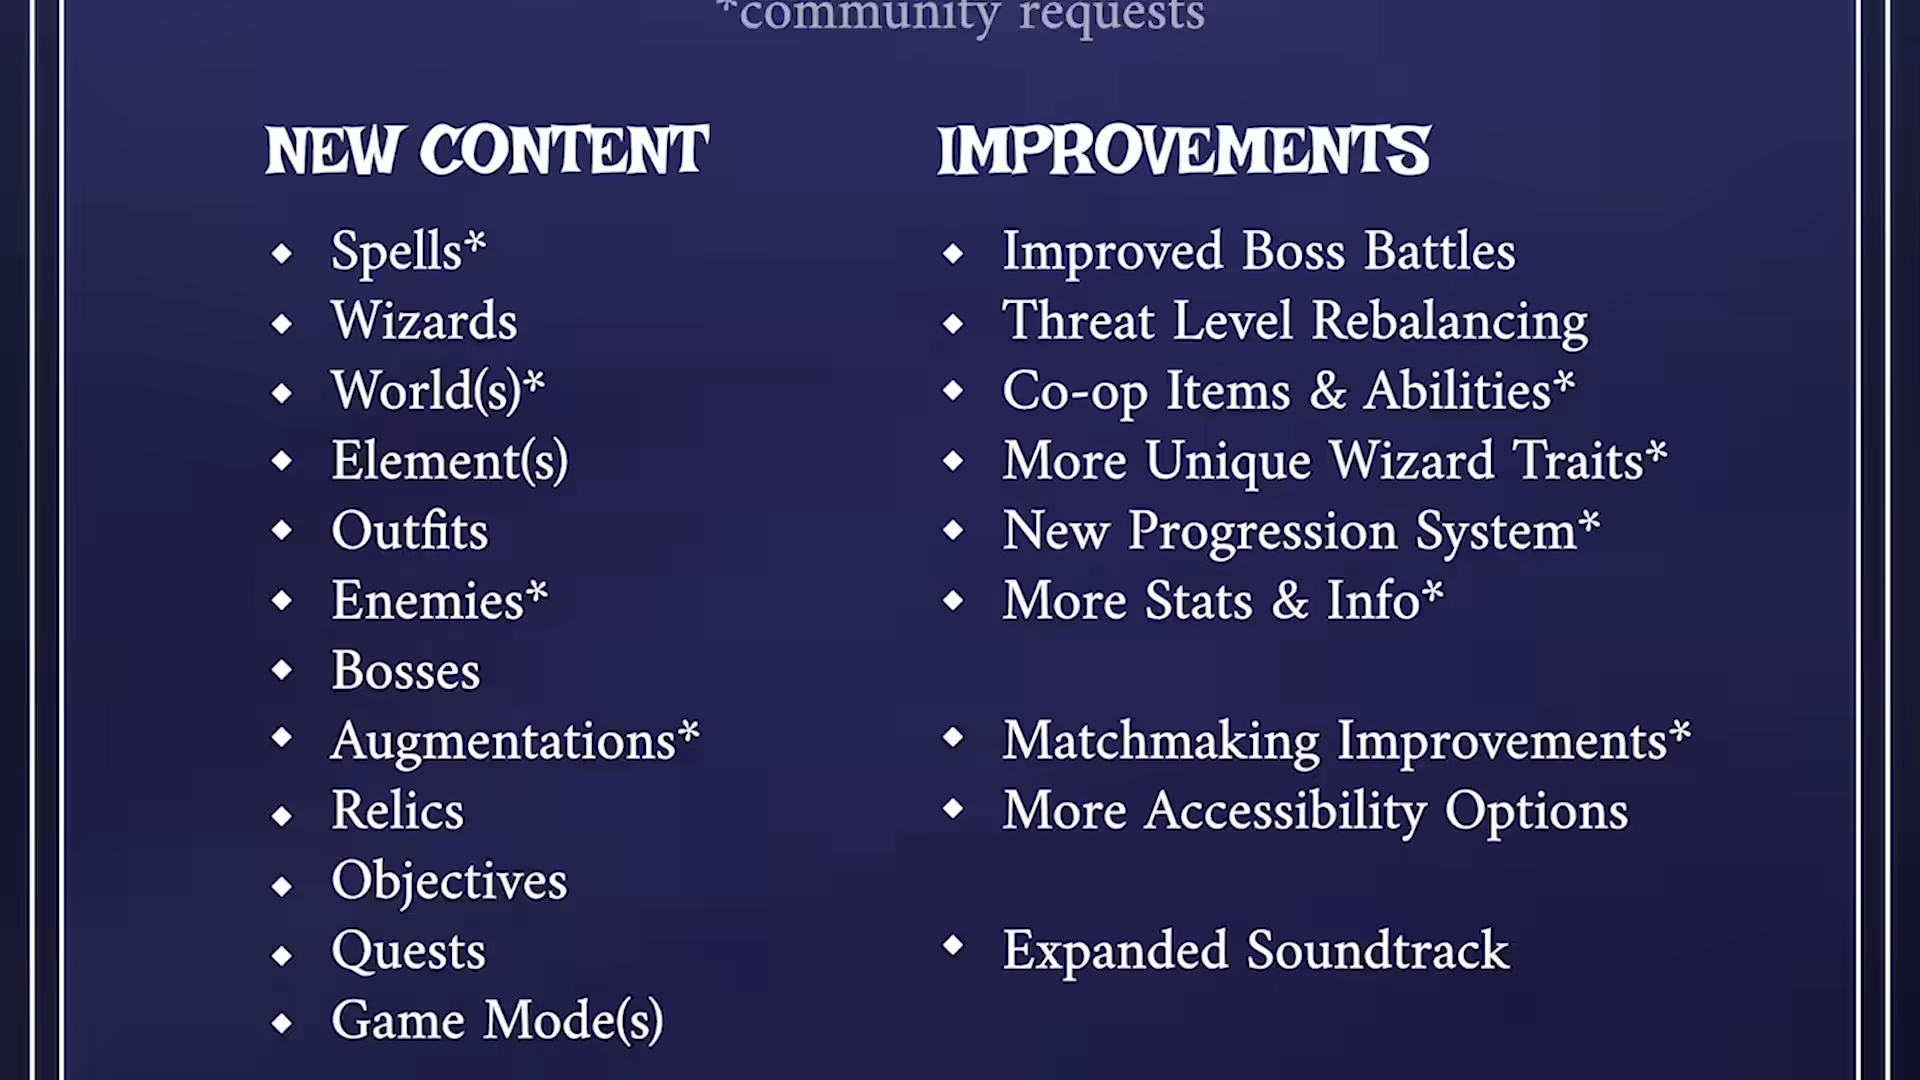 *community requests
NEW CONTENT
Spells*
Wizards
World(s)*
Element(s)
Outfits
Enemies*
Bosses
Augmentations*
Relics
Objectives
Quests
Game Mode(s)
IMPROVEMENTS
Improved Boss Battles
Threat Level Rebalancing
Co-op Items & Abilities*
More Unique Wizard Traits*
New Progression System*
More Stats & Info*
Matchmaking Improvements*
More Accessibility Options
Expanded Soundtrack